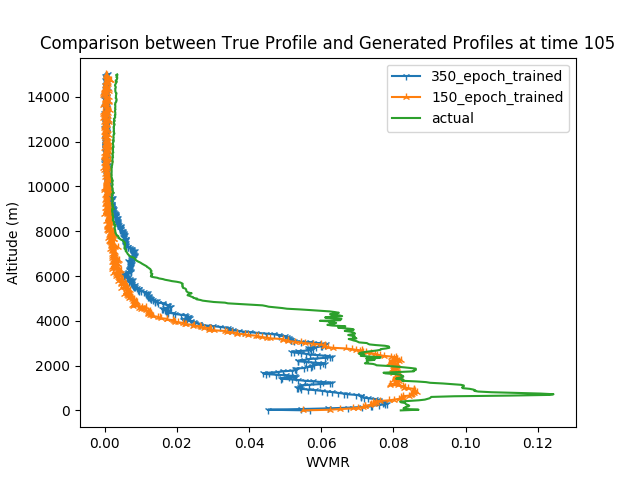 Comparison between True Profile and Generated Profiles at time 105
350_epoch_trained
150_epoch_trained
actual
14000
12000
10000
8000
6000
4000
2000
0
Altitude (m)
0.00 0.02 0.04 0.06 0.08 0.10 0.12
WVMR